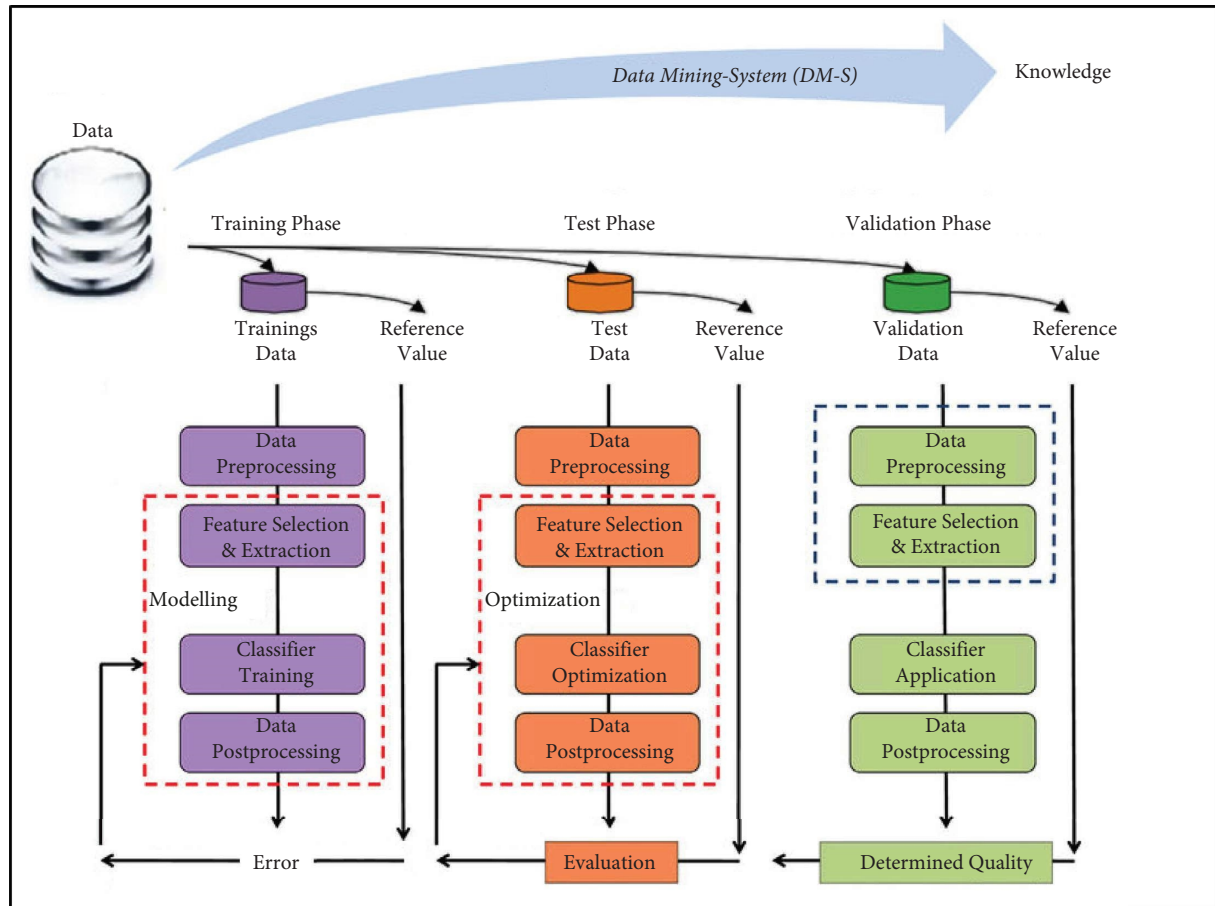 Data Mining-System (DM-S)
Knowledge
Data
Training Phase
Test Phase
Validation Phase
Trainings
Data
Reference
Value
Test
Data
Reverence
Value
Validation
Data
Reference
Value
Data
Preprocessing
Feature Selection
& Extraction
Modelling
Classifier
Training
Data
Postprocessing
Error
Data
Preprocessing
Feature Selection
& Extraction
Optimization
Classifier
Optimization
Data
Postprocessing
Evaluation
Data
Preprocessing
Feature Selection
& Extraction
Classifier
Application
Data
Postprocessing
Determined Quality